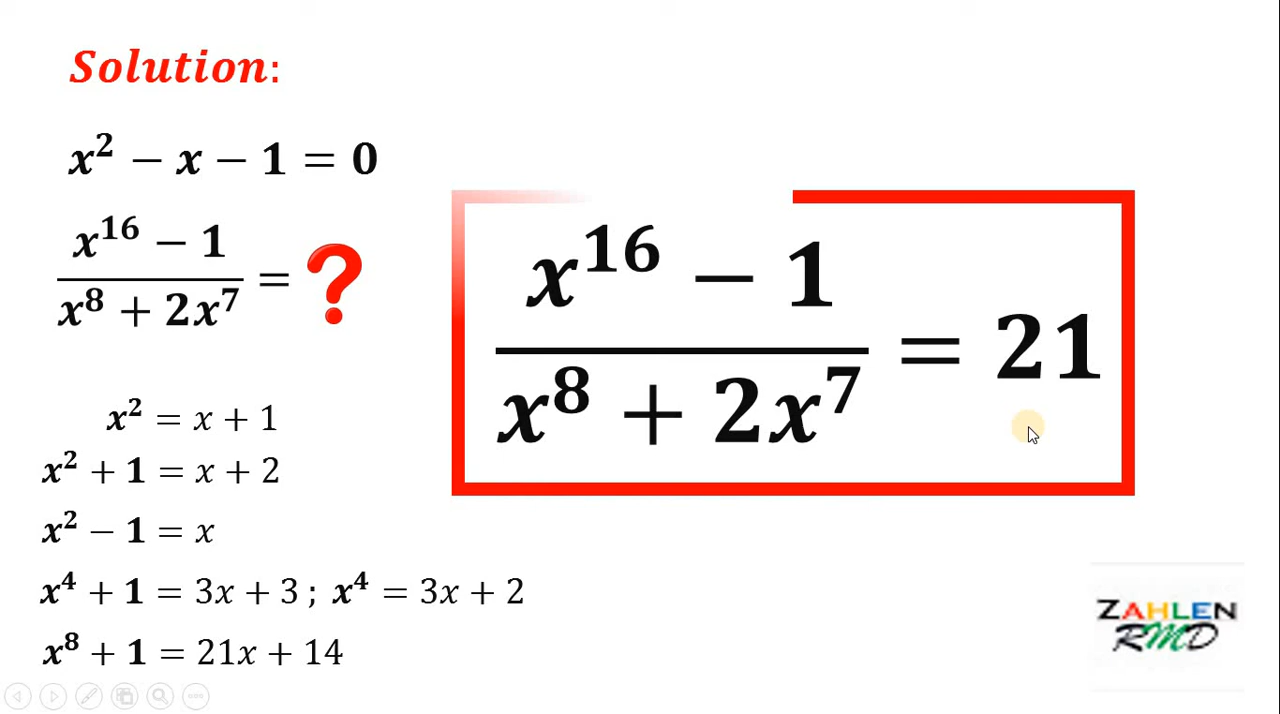 Solution:
x² − x − 1 = 0
x¹⁶ − 1
x⁸ + 2x⁷
= ❓
x² = x + 1
x² + 1 = x + 2
x² − 1 = x
x⁴ + 1 = 3x + 3 ; x⁴ = 3x + 2
x⁸ + 1 = 21x + 14
x¹⁶ − 1
x⁸ + 2x⁷
= 21
ZAHLEN
RMD